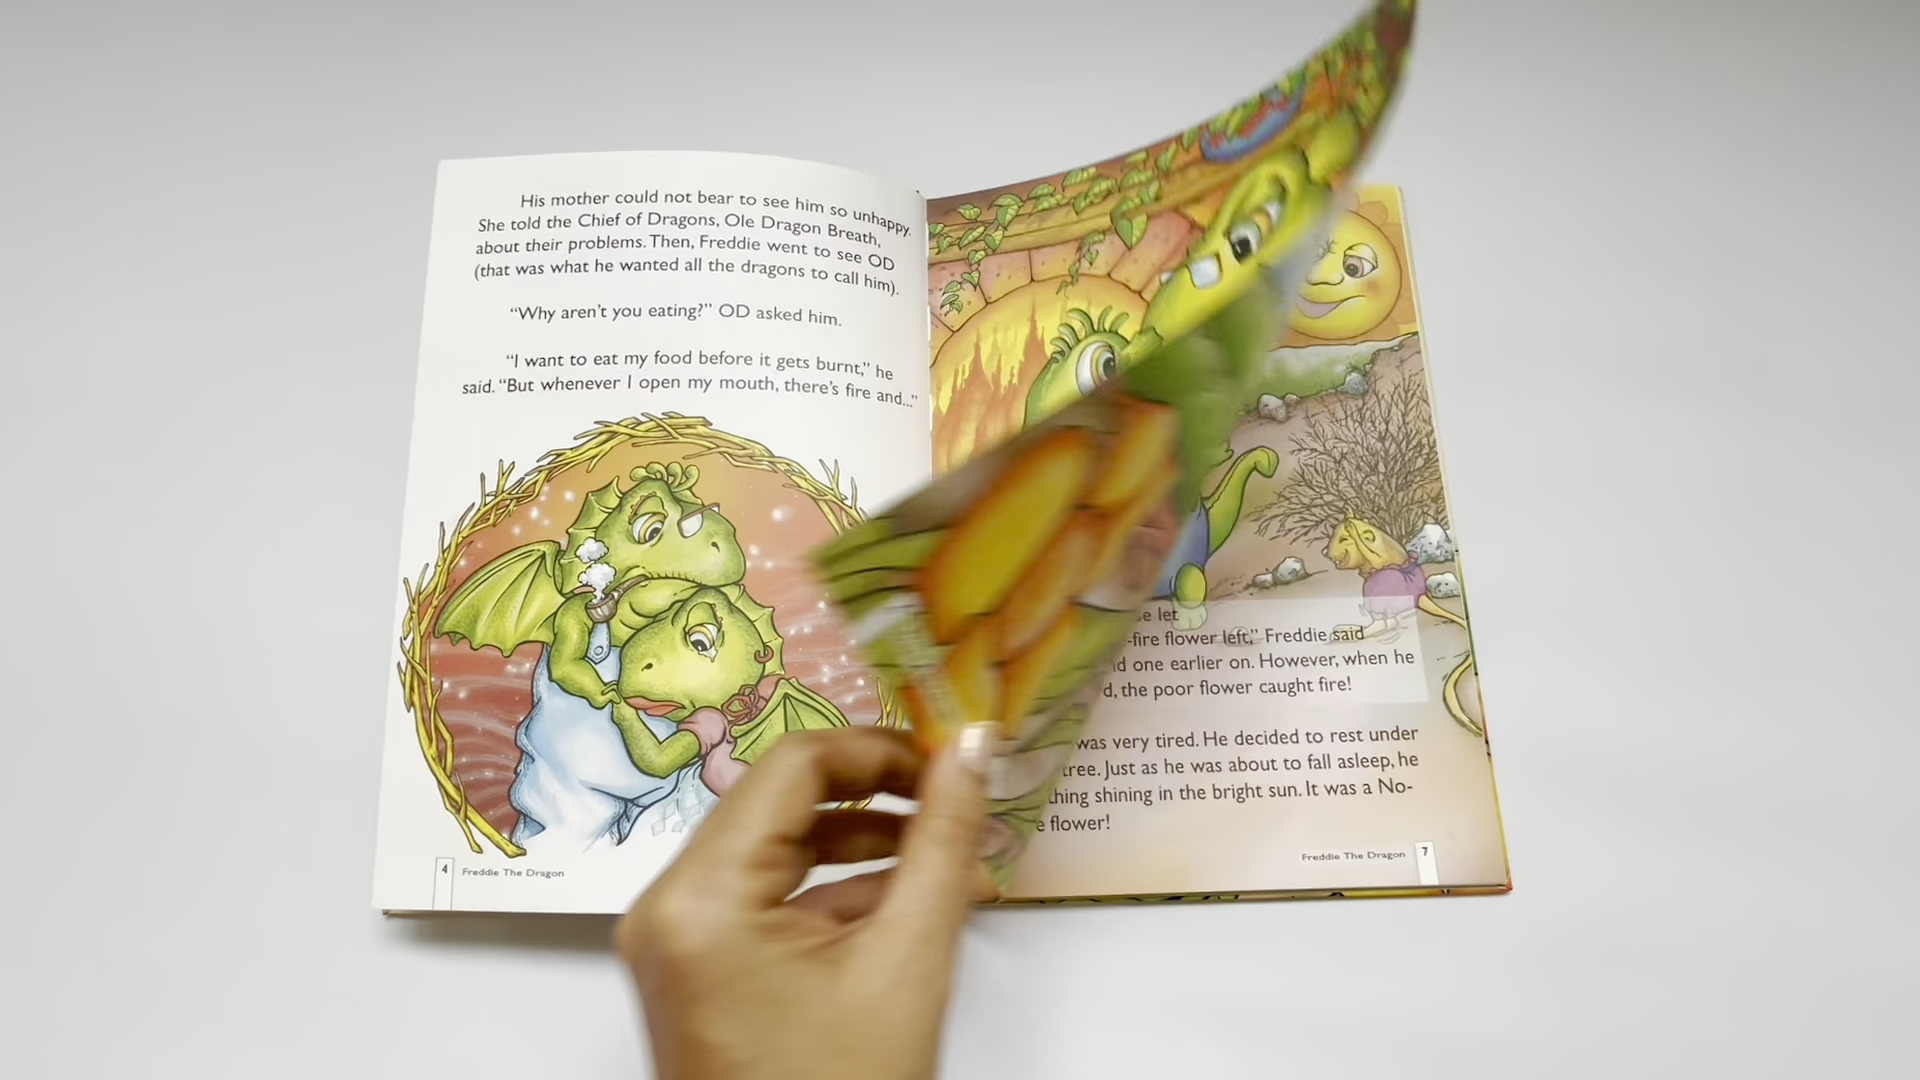 His mother could not bear to see him so unhappy.
She told the Chief of Dragons, Ole Dragon Breath,
about their problems. Then, Freddie went to see OD
(that was what he wanted all the dragons to call him).
“Why aren’t you eating?” OD asked him.
“I want to eat my food before it gets burnt,” he
said. “But whenever I open my mouth, there’s fire and...”
4 Freddie The Dragon
let
-fire flower left,” Freddie said
one earlier on. However, when he
the poor flower caught fire!
was very tired. He decided to rest under
tree. Just as he was about to fall asleep, he
shining in the bright sun. It was a No-
flower!
Freddie The Dragon 7